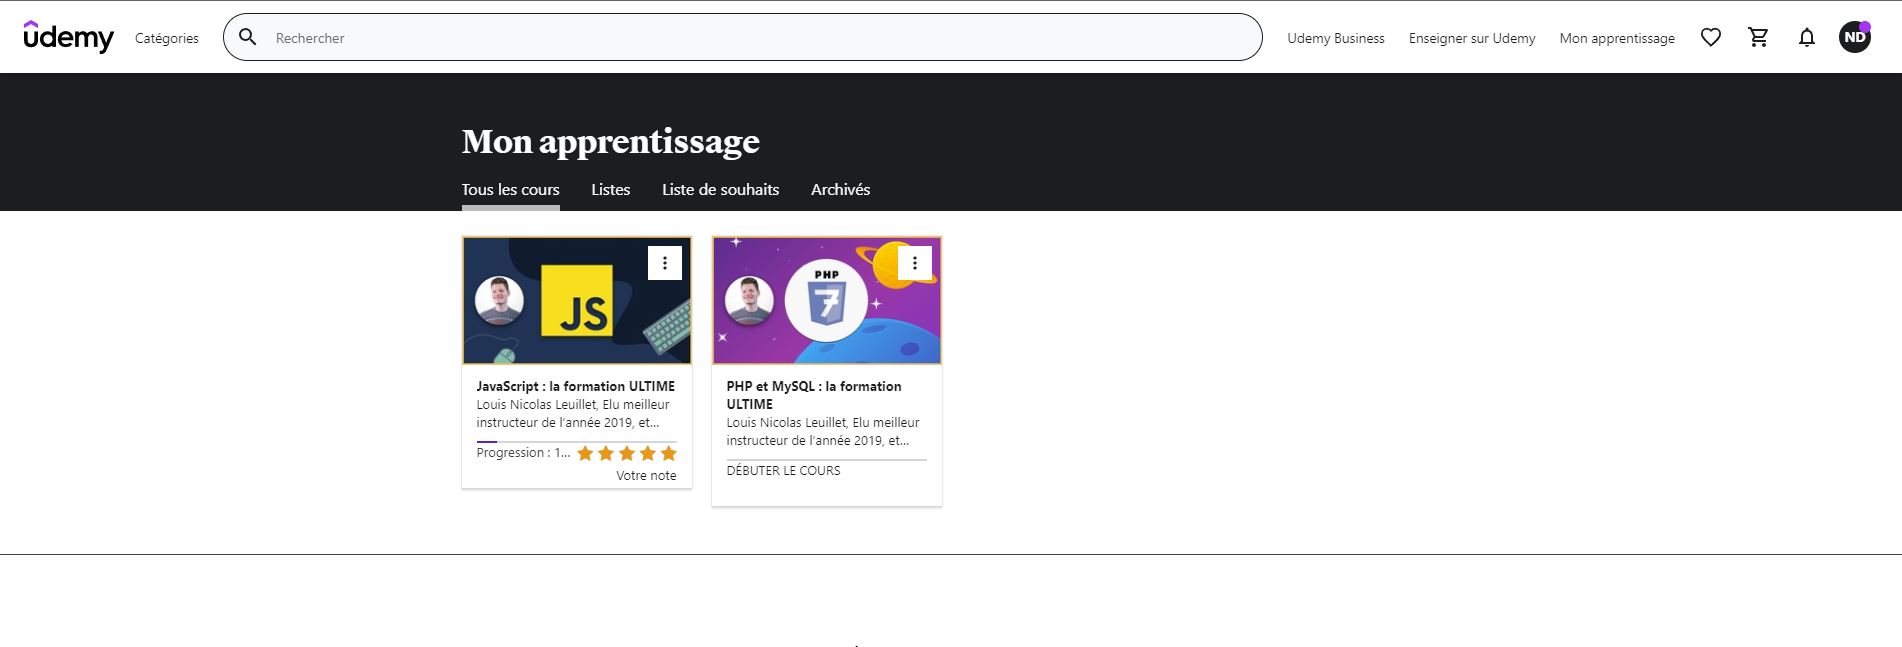 ûdemy
Catégories
Rechercher
Udemy Business
Enseigner sur Udemy
Mon apprentissage
ND
Mon apprentissage
Tous les cours
Listes
Liste de souhaits
Archivés
JS
JavaScript : la formation ULTIME
Louis Nicolas Leuillet, Elu meilleur
instructeur de l'année 2019, et...
Progression : 1...
Votre note
PHP
7
PHP et MySQL : la formation
ULTIME
Louis Nicolas Leuillet, Elu meilleur
instructeur de l'année 2019, et...
DÉBUTER LE COURS